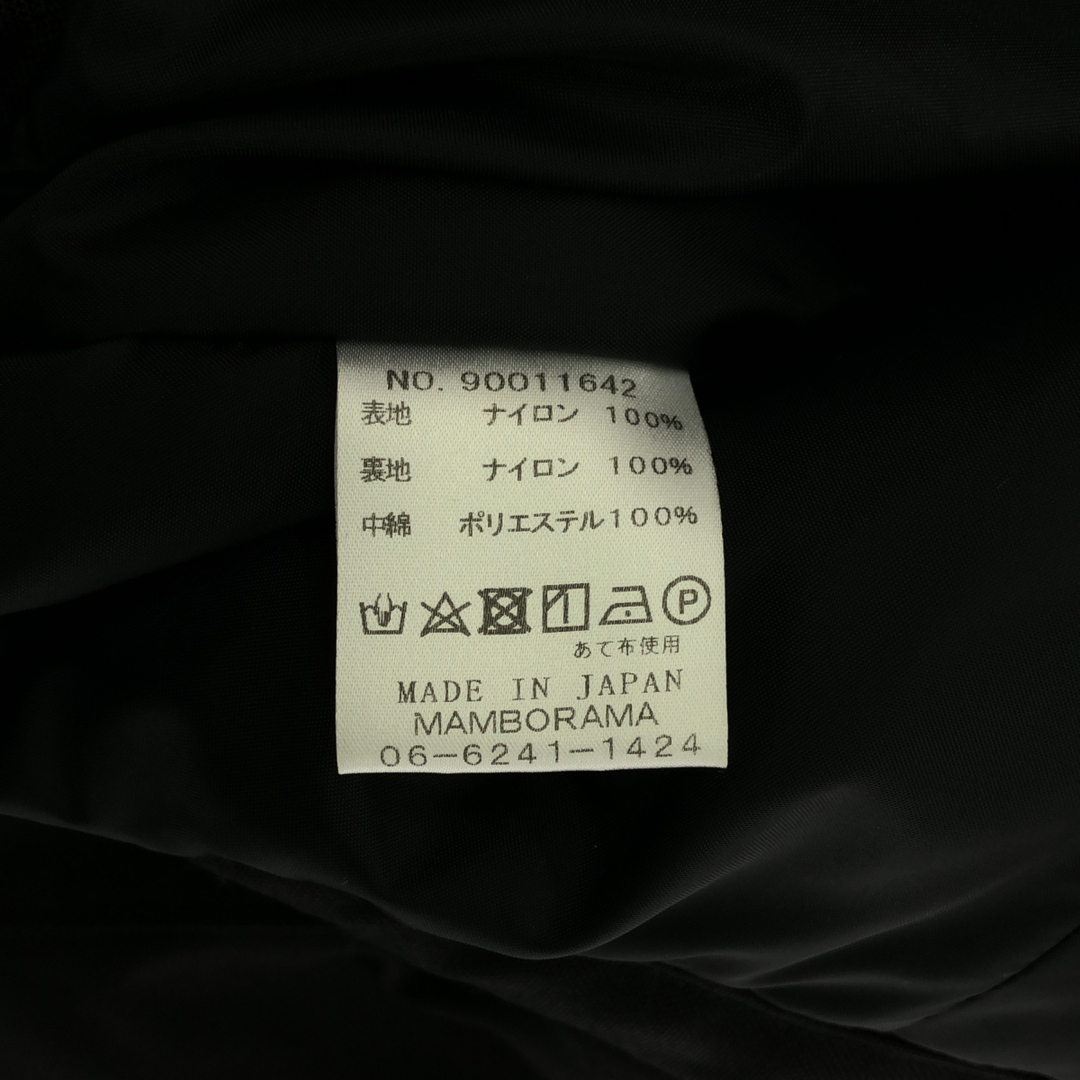 NO. 90011642
表地 ナイロン 100%
裏地 ナイロン 100%
中綿 ポリエステル100%
P
あて布使用
MADE IN JAPAN
MAMBORAMA
06-6241-1424